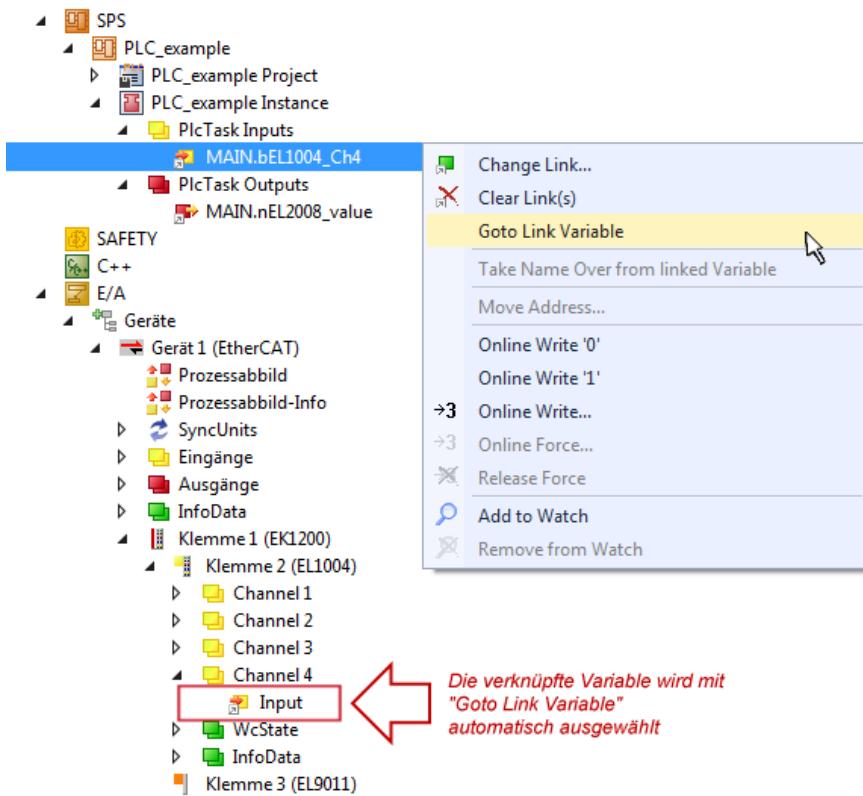 SPS
PLC_example
PLC_example Project
PLC_example Instance
PlcTask Inputs
MAIN.bEL1004_Ch4
PlcTask Outputs
MAIN.nEL2008_value
SAFETY
C++
E/A
Geräte
Gerät 1 (EtherCAT)
Prozessabbild
Prozessabbild-Info
SyncUnits
Eingänge
Ausgänge
InfoData
Klemme 1 (EK1200)
Klemme 2 (EL1004)
Channel 1
Channel 2
Channel 3
Channel 4
Input
WcState
InfoData
Klemme 3 (EL9011)
Change Link...
Clear Link(s)
Goto Link Variable
Take Name Over from linked Variable
Move Address...
Online Write '0'
Online Write '1'
→3 Online Write...
→3 Online Force...
Release Force
Add to Watch
Remove from Watch
Die verknüpfte Variable wird mit
"Goto Link Variable"
automatisch ausgewählt